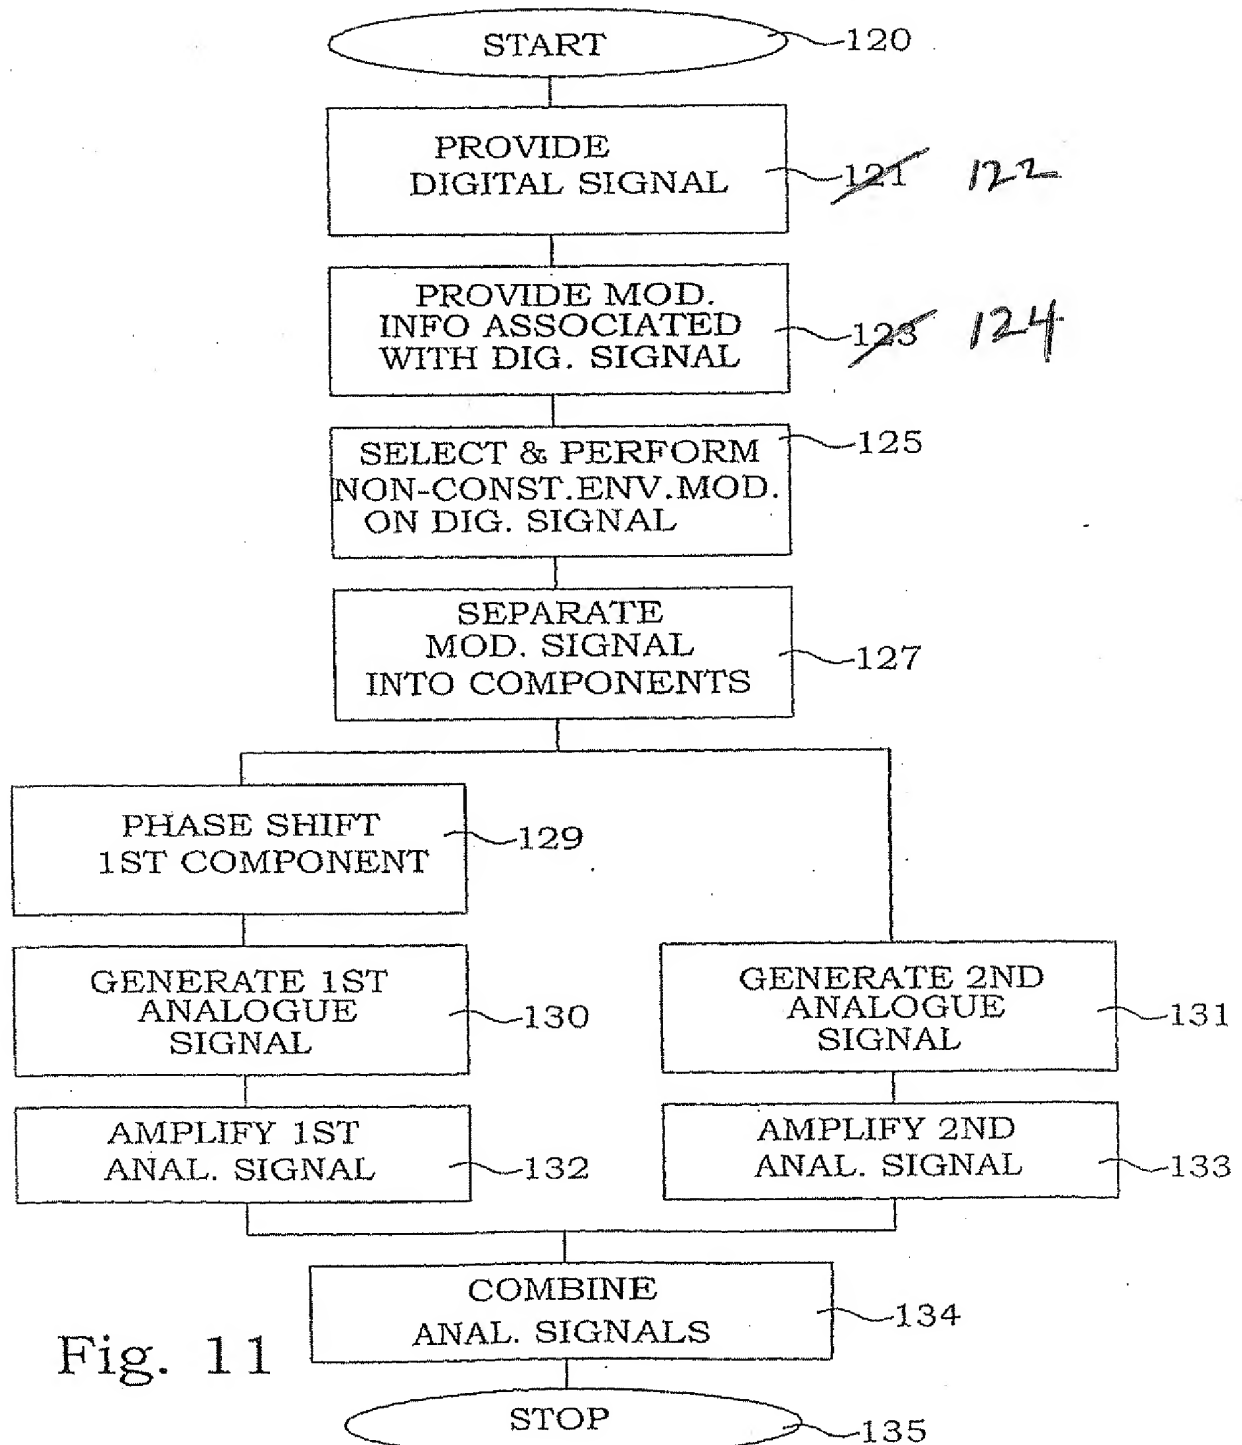 START
120
PROVIDE
DIGITAL SIGNAL
121 122
PROVIDE MOD.
INFO ASSOCIATED
WITH DIG. SIGNAL
123 124
SELECT & PERFORM
NON-CONST.ENV.MOD.
ON DIG. SIGNAL
125
SEPARATE
MOD. SIGNAL
INTO COMPONENTS
127
PHASE SHIFT
1ST COMPONENT
129
GENERATE 1ST
ANALOGUE
SIGNAL
130
GENERATE 2ND
ANALOGUE
SIGNAL
131
AMPLIFY 1ST
ANAL. SIGNAL
132
AMPLIFY 2ND
ANAL. SIGNAL
133
COMBINE
ANAL. SIGNALS
134
Fig. 11
STOP
135